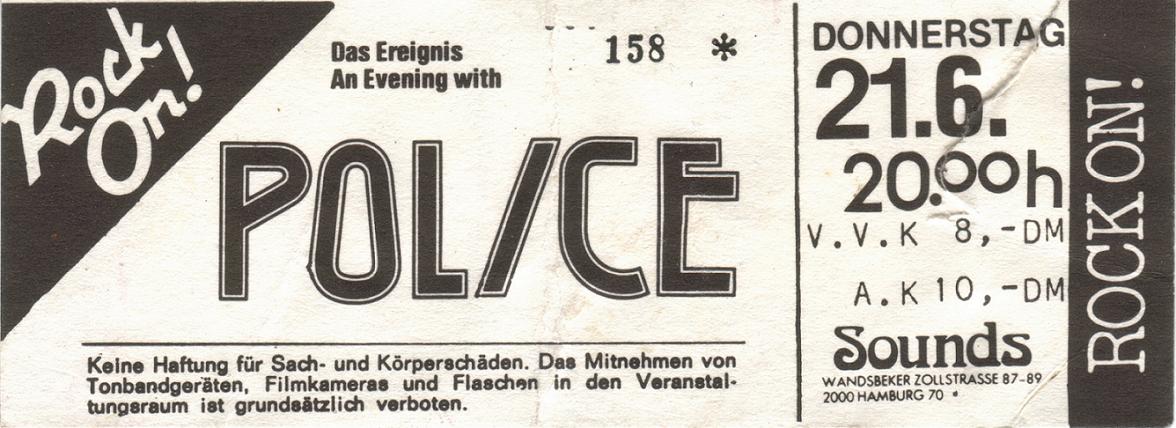 Rock
On!
Das Ereignis
An Evening with
158 *
POLICE
Keine Haftung für Sach- und Körperschäden. Das Mitnehmen von
Tonbandgeräten, Filmkameras und Flaschen in den Veranstal-
tungsraum ist grundsätzlich verboten.
DONNERSTAG
21.6.
20.00h
V.V.K 8,-DM
A.K 10,-DM
Sounds
WANDSBEKER ZOLLSTRASSE 87-89
2000 HAMBURG 70
ROCK ON!